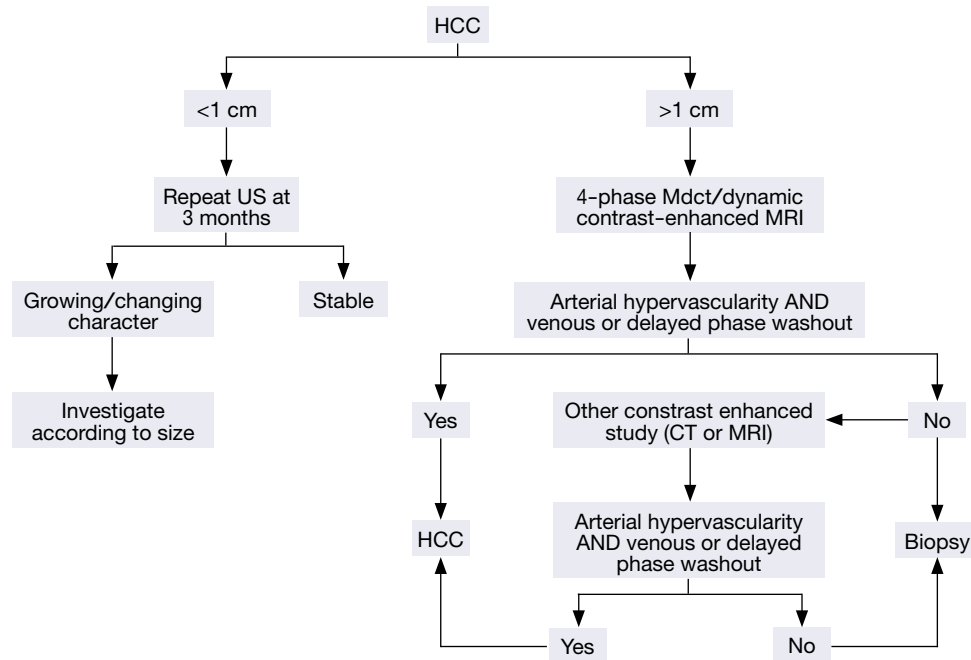 HCC
<1 cm
>1 cm
Repeat US at
3 months
4-phase Mdct/dynamic
contrast-enhanced MRI
Growing/changing
character
Stable
Arterial hypervascularity AND
venous or delayed phase washout
Investigate
according to size
Yes
Other constrast enhanced
study (CT or MRI)
No
HCC
Arterial hypervascularity
AND venous or delayed
phase washout
Biopsy
Yes
No